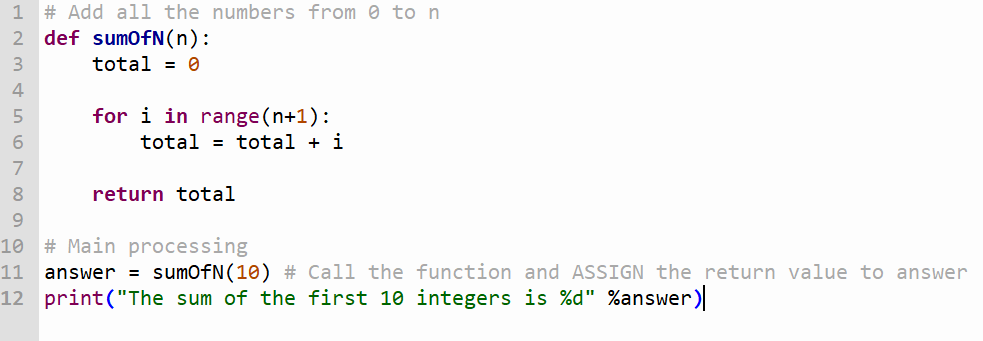 1 # Add all the numbers from 0 to n
2 def sumOfN(n):
3     total = 0
4
5     for i in range(n+1):
6         total = total + i
7
8     return total
9
10 # Main processing
11 answer = sumOfN(10) # Call the function and ASSIGN the return value to answer
12 print("The sum of the first 10 integers is %d" %answer)